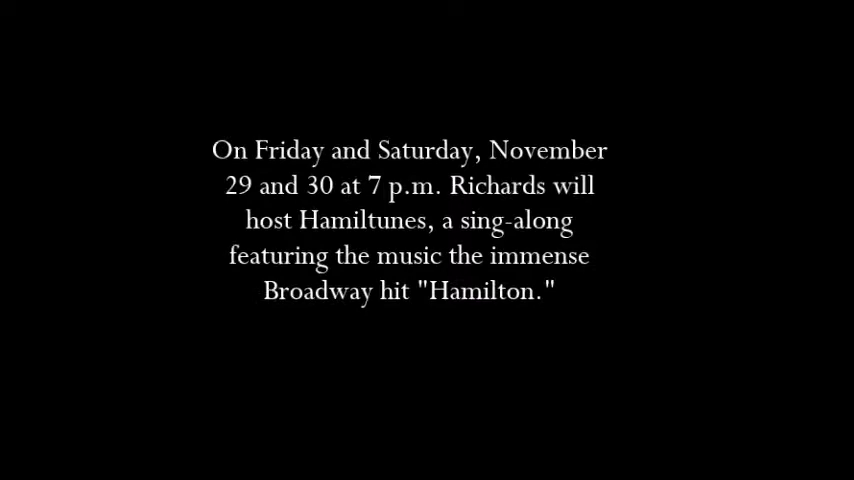 On Friday and Saturday, November
29 and 30 at 7 p.m. Richards will
host Hamiltunes, a sing-along
featuring the music the immense
Broadway hit "Hamilton."